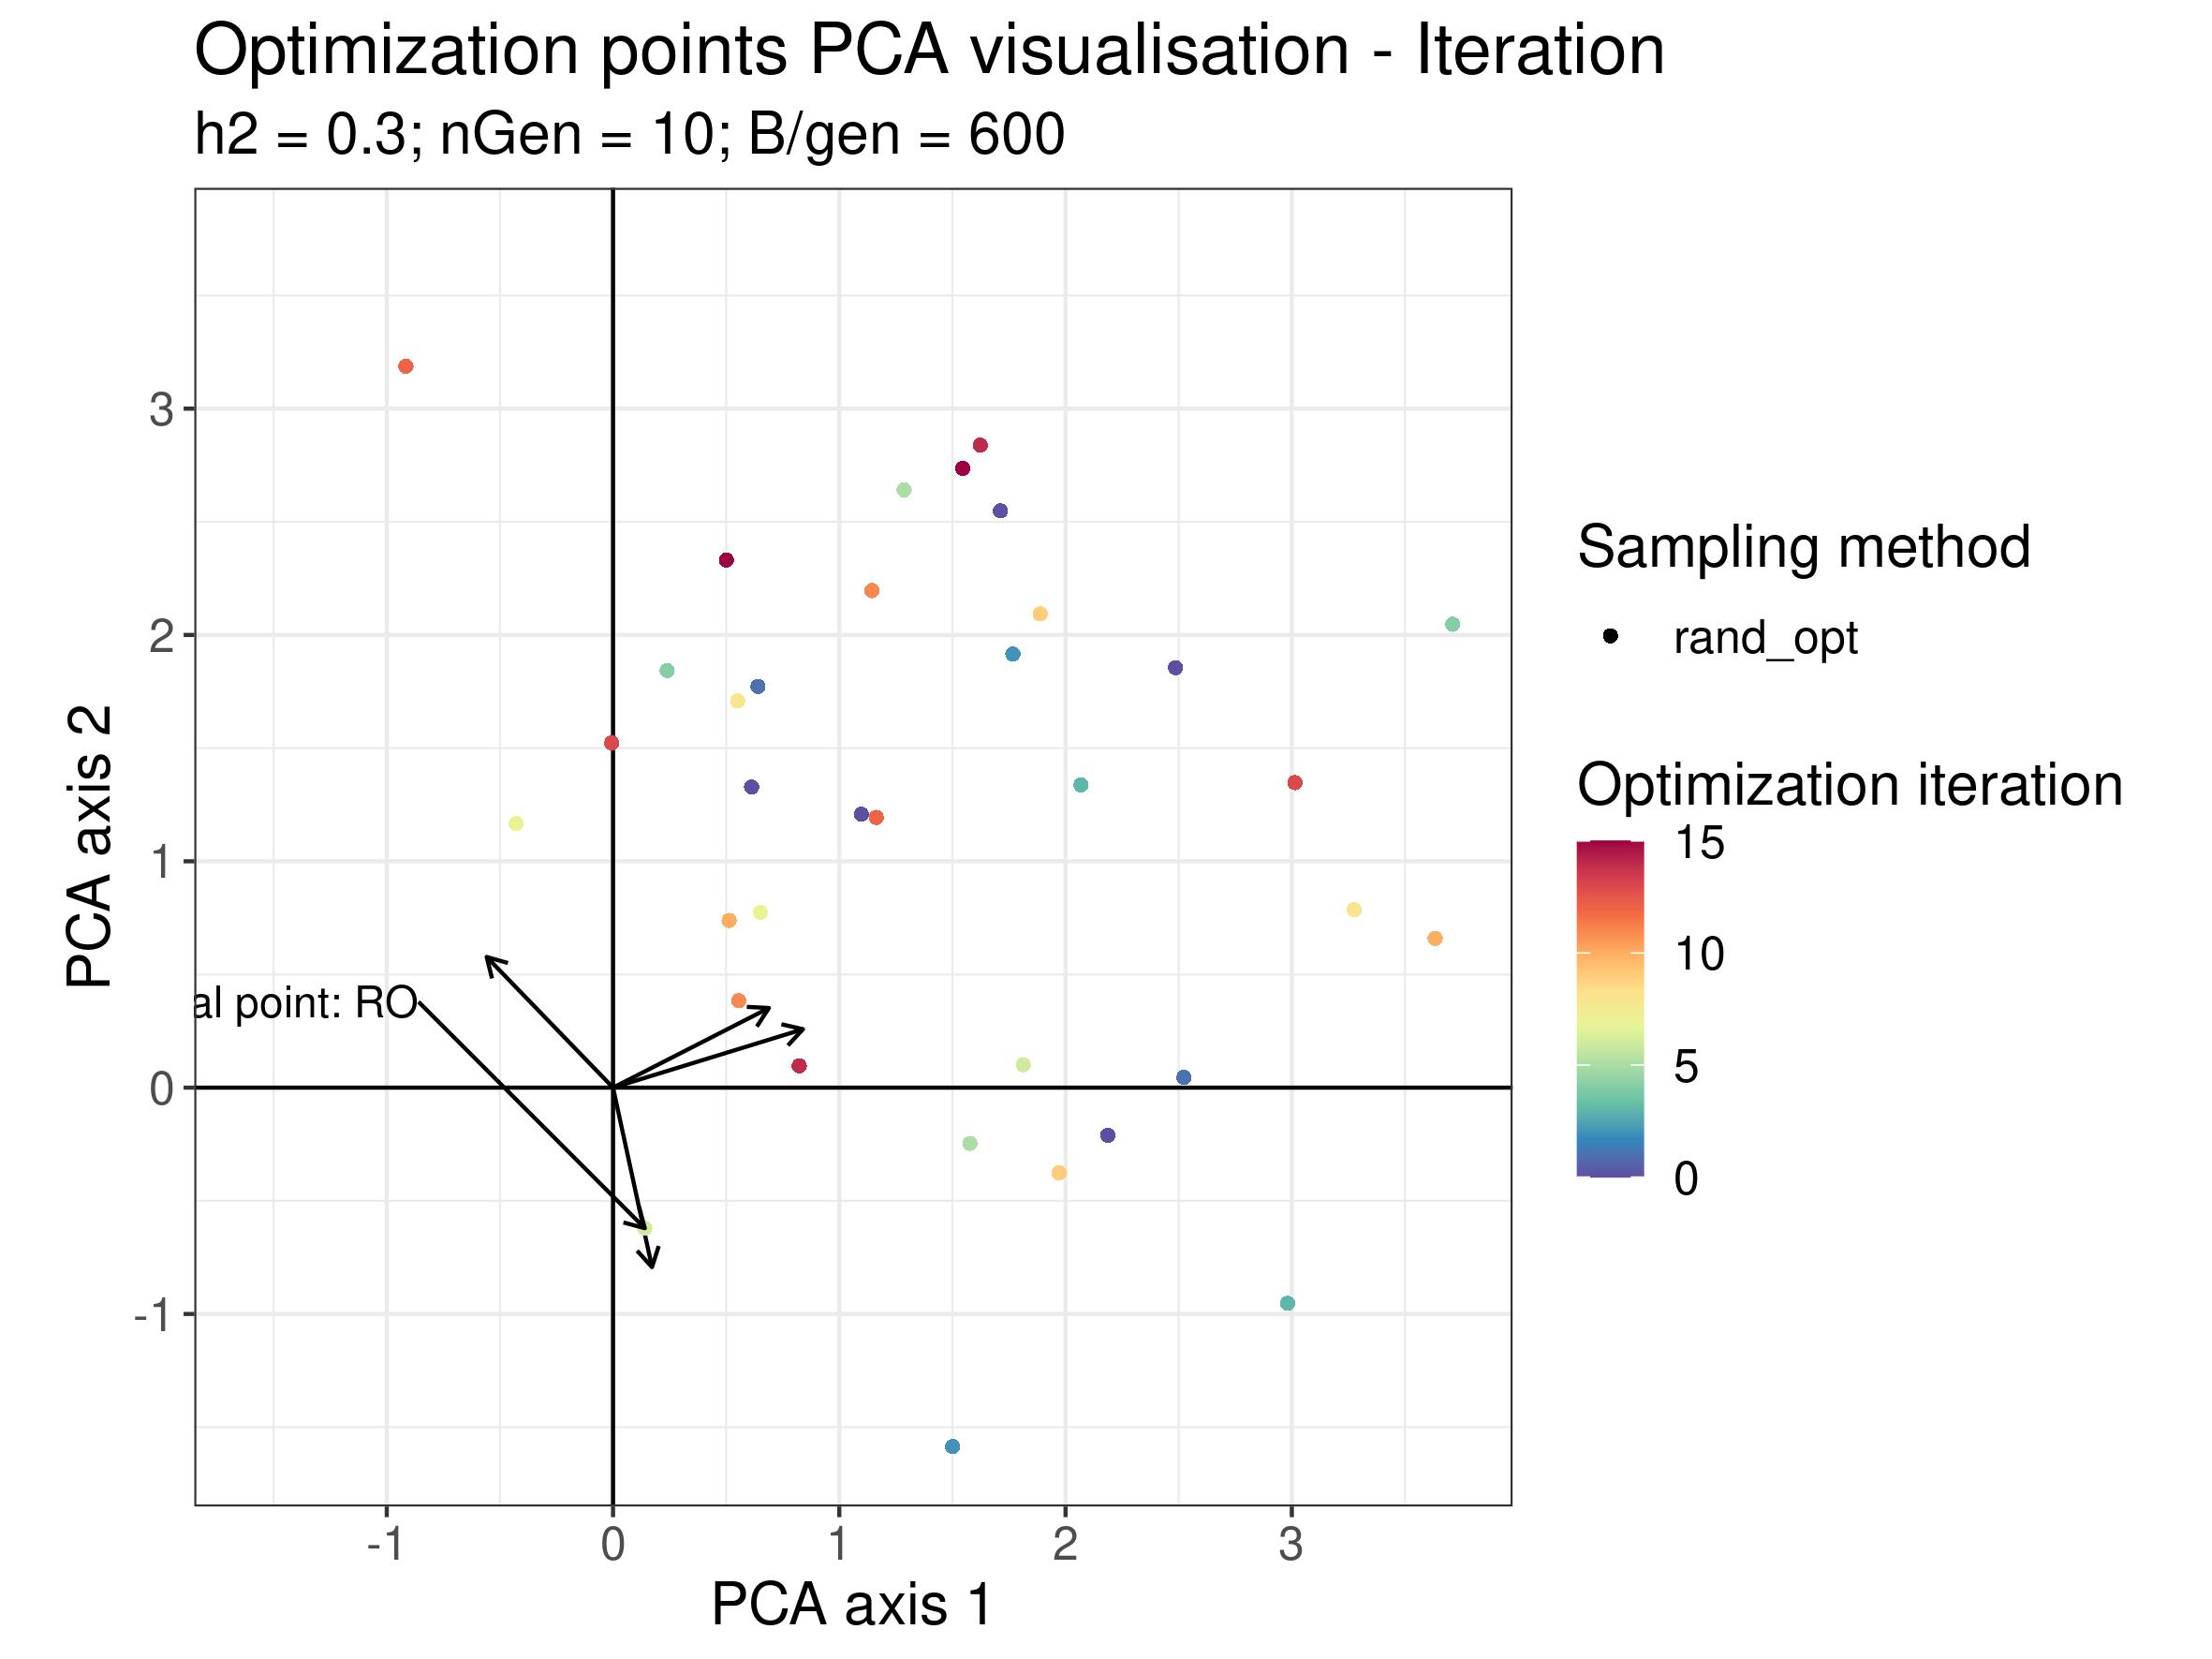 Optimization points PCA visualisation - Iteration
h2 = 0.3; nGen = 10; B/gen = 600
PCA axis 2
3
2
1
0
-1
al point: RO
-1
0
1
2
3
PCA axis 1
Sampling method
rand_opt
Optimization iteration
15
10
5
0